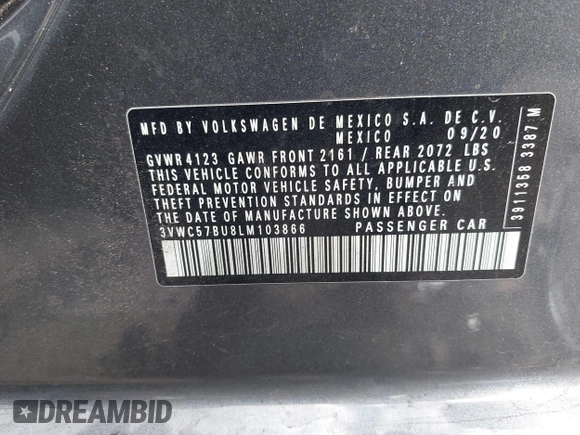 MFD BY VOLKSWAGEN DE MEXICO S.A. DE C.V.
MEXICO 09/20
GVWR 4123 GAWR FRONT 2161 / REAR 2072 LBS
THIS VEHICLE CONFORMS TO ALL APPLICABLE U.S.
FEDERAL MOTOR VEHICLE SAFETY, BUMPER AND
THEFT PREVENTION STANDARDS IN EFFECT ON
THE DATE OF MANUFACTURE SHOWN ABOVE.
3VWC57BU8LM103866 PASSENGER CAR
3911368 3387 M
DREAMBID